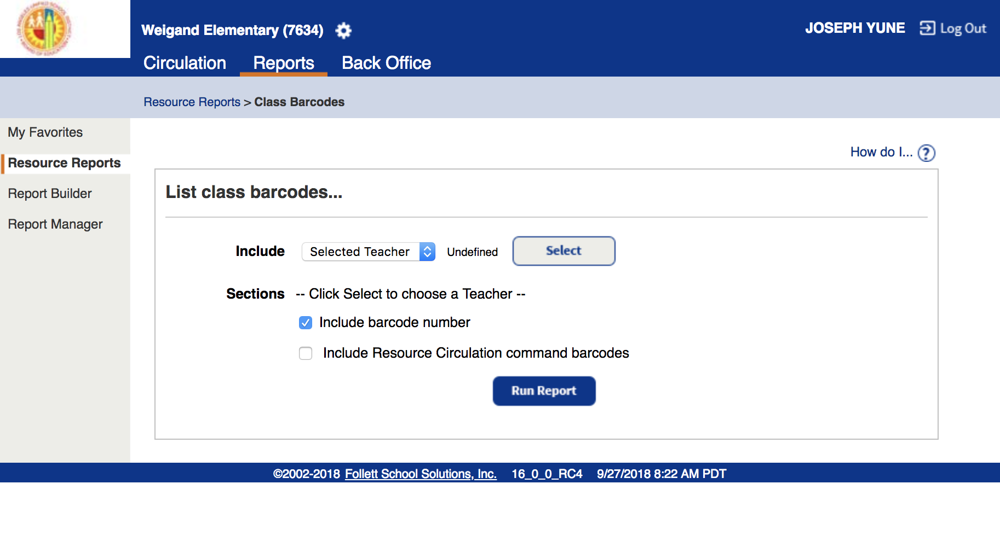 Weigand Elementary (7634)
JOSEPH YUNE
Log Out
Circulation
Reports
Back Office
Resource Reports > Class Barcodes
My Favorites
Resource Reports
Report Builder
Report Manager
How do I... ?
List class barcodes...
Include Selected Teacher Undefined Select
Sections -- Click Select to choose a Teacher --
Include barcode number
Include Resource Circulation command barcodes
Run Report
©2002-2018 Follett School Solutions, Inc. 16_0_0_RC4 9/27/2018 8:22 AM PDT